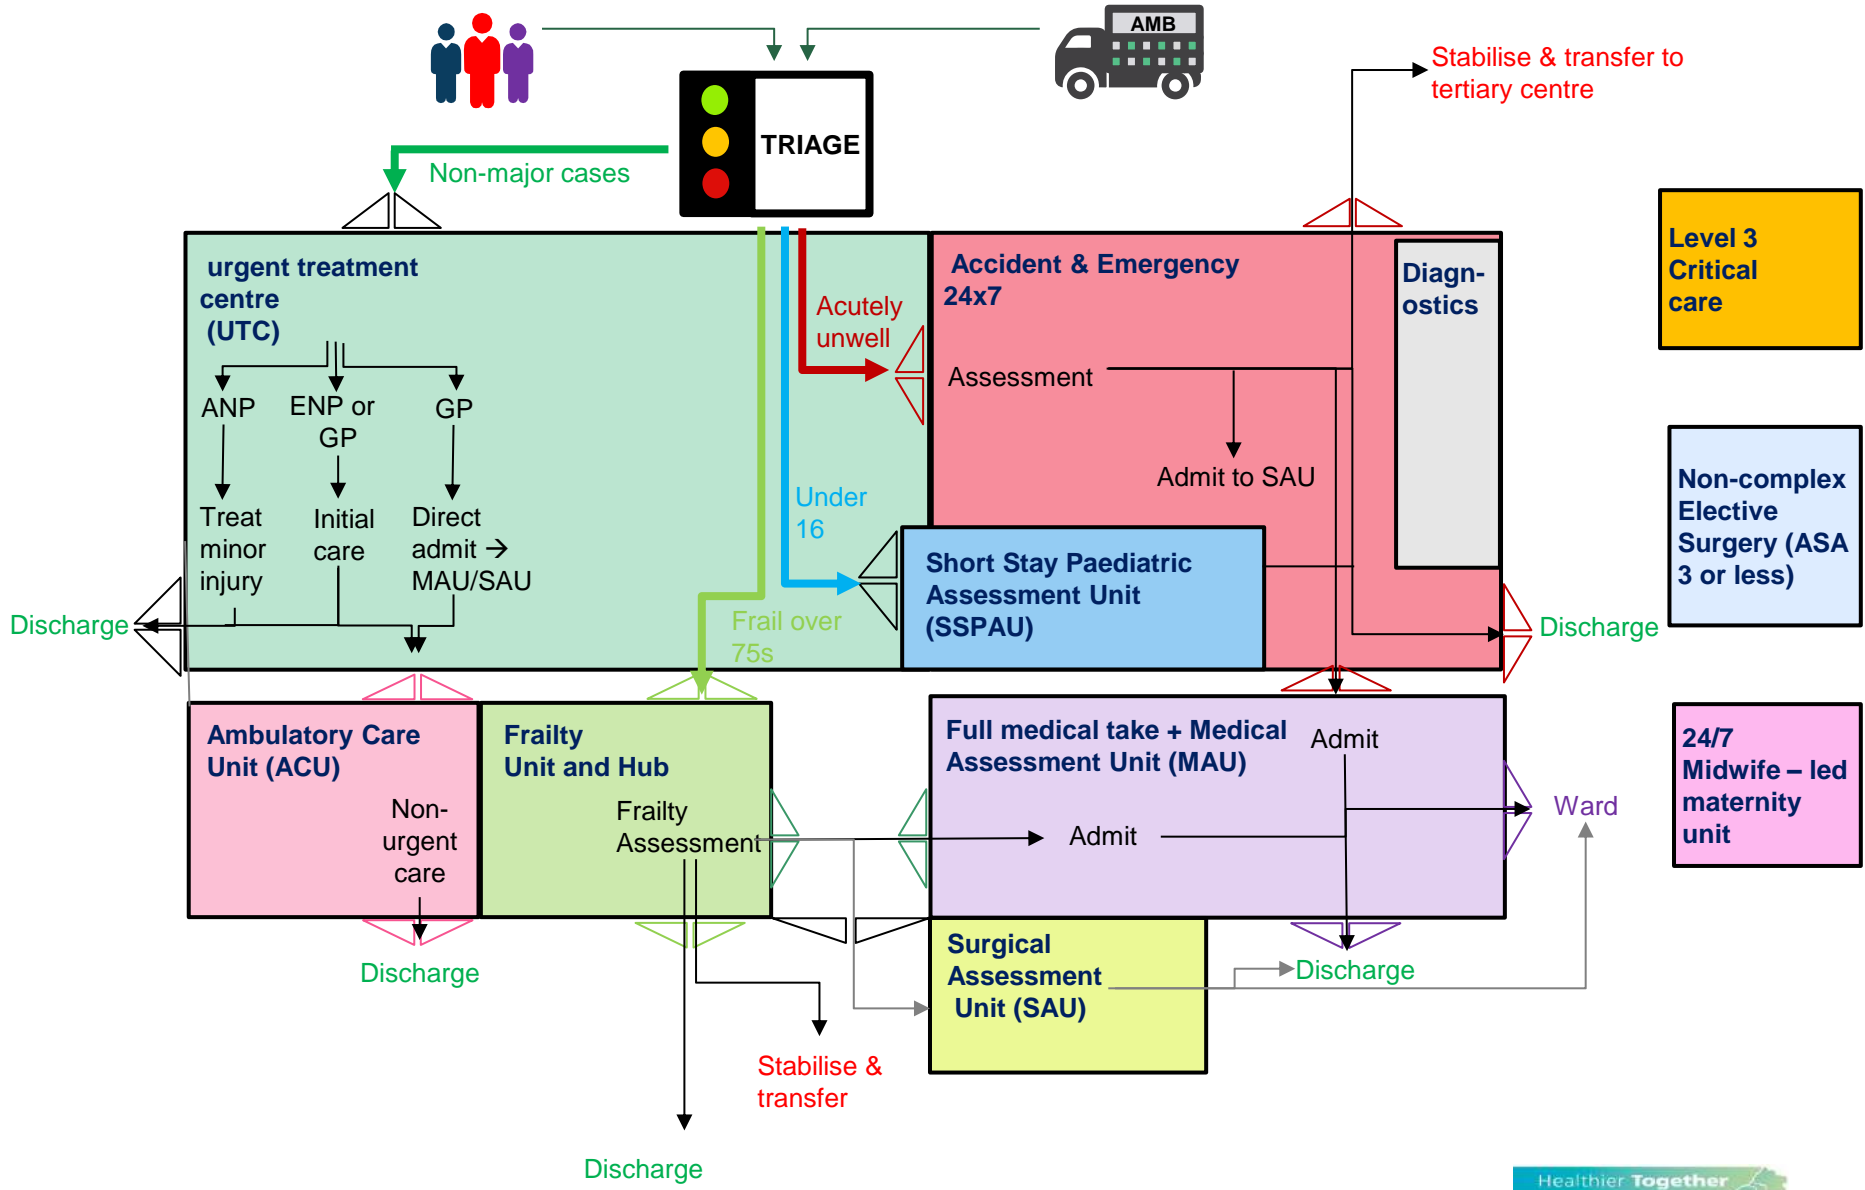 AMB
Stabilise & transfer to
tertiary centre
TRIAGE
Non-major cases
urgent treatment
centre
(UTC)
Acutely
unwell
Accident & Emergency
24x7
Diagn-
ostics
Level 3
Critical
care
ANP
ENP or
GP
GP
Assessment
Admit to SAU
Under
16
Treat
minor
injury
Initial
care
Direct
admit →
MAU/SAU
Non-complex
Elective
Surgery (ASA
3 or less)
Short Stay Paediatric
Assessment Unit
(SSPAU)
Discharge
Frail over
75s
Discharge
Ambulatory Care
Unit (ACU)
Non-
urgent
care
Frailty
Unit and Hub
Frailty
Assessment
Full medical take + Medical
Assessment Unit (MAU)
Admit
Admit
Ward
24/7
Midwife – led
maternity
unit
Discharge
Surgical
Assessment
Unit (SAU)
Discharge
Stabilise &
transfer
Discharge
Healthier Together